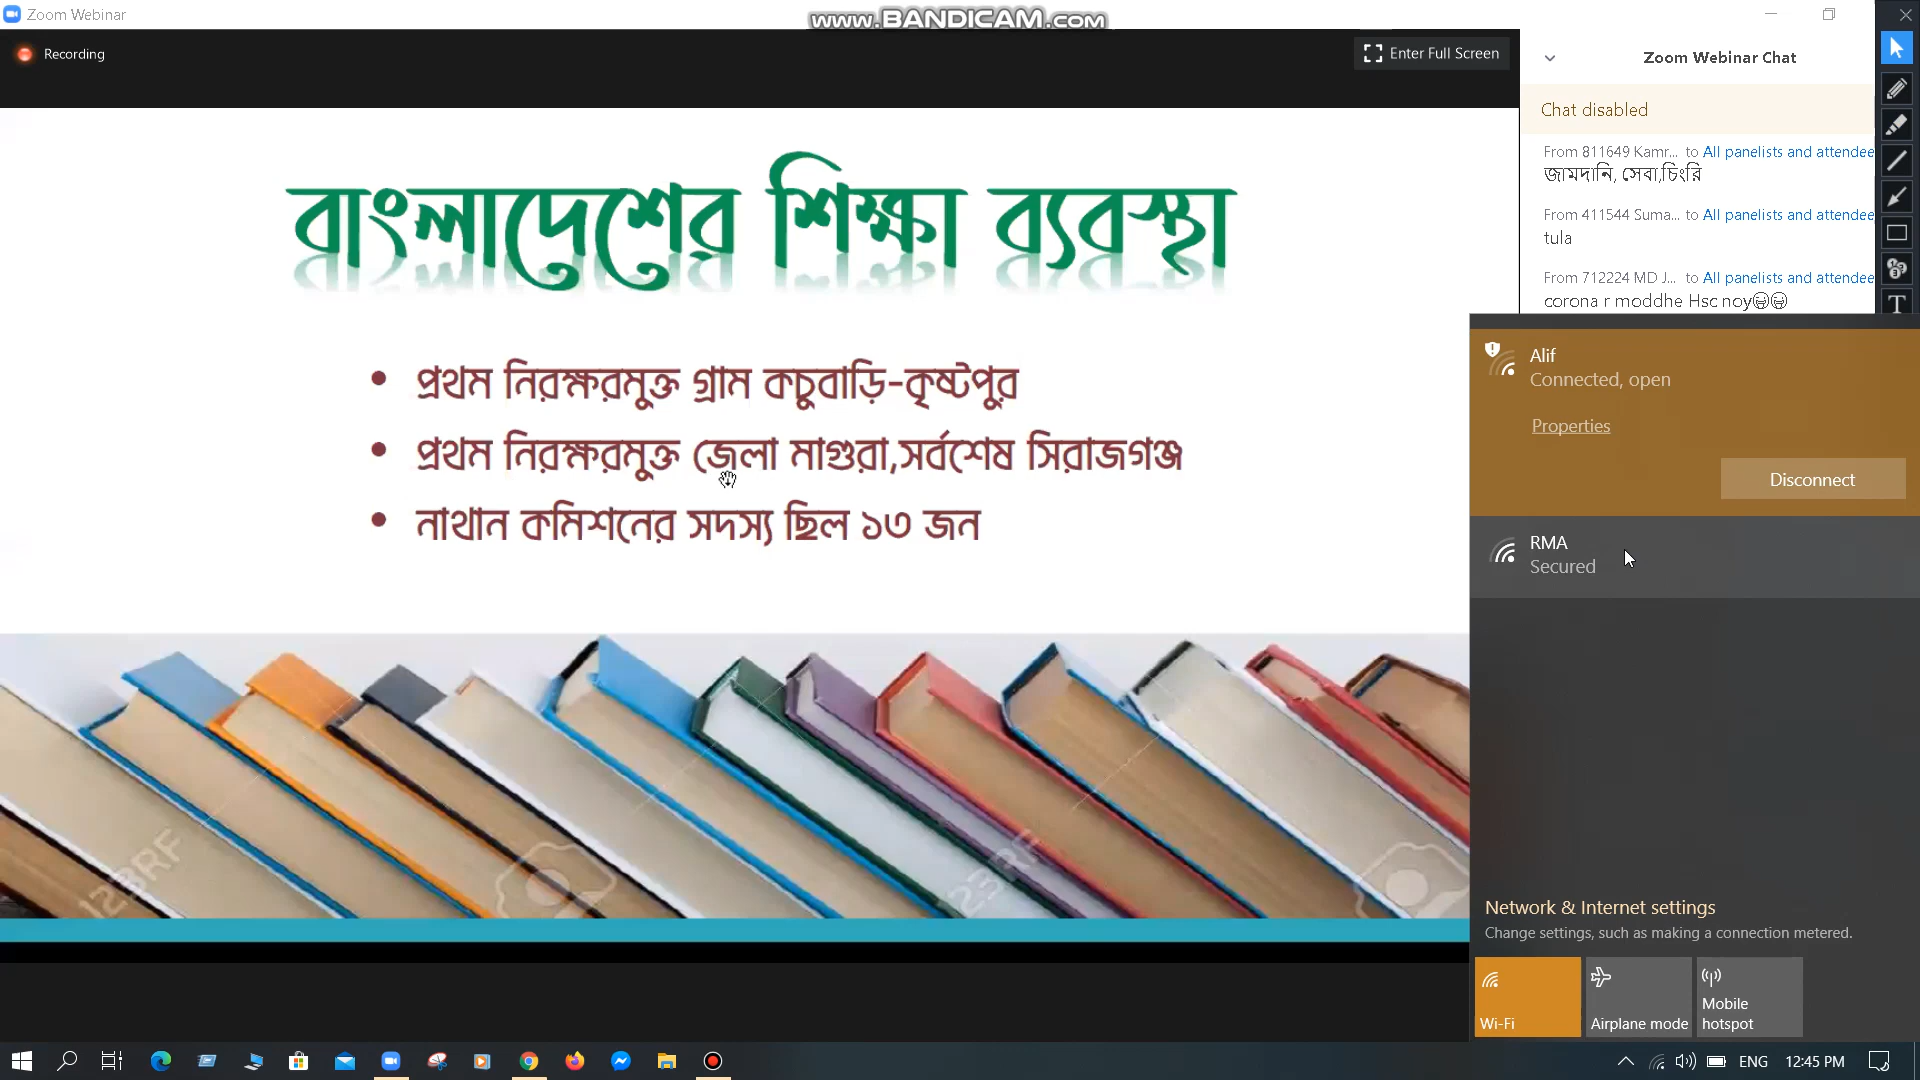 Zoom Webinar
www.BANDICAM.com
Recording
Enter Full Screen
Zoom Webinar Chat
Chat disabled
From 811649 Kamr... to All panelists and attendee
জামদানি, সেবা,চিংরি
From 411544 Suma... to All panelists and attendee
tula
From 712224 MD J... to All panelists and attendee
corona r moddhe Hsc noy
বাংলাদেশের শিক্ষা ব্যবস্থা
• প্রথম নিরক্ষরমুক্ত গ্রাম কচুবাড়ি-কৃষ্টপুর
• প্রথম নিরক্ষরমুক্ত জেলা মাগুরা,সর্বশেষ সিরাজগঞ্জ
• নাথান কমিশনের সদস্য ছিল ১৩ জন
123RF
123RF
Alif
Connected, open
Properties
Disconnect
RMA
Secured
Network & Internet settings
Change settings, such as making a connection metered.
Wi-Fi
Airplane mode
Mobile
hotspot
ENG
12:45 PM